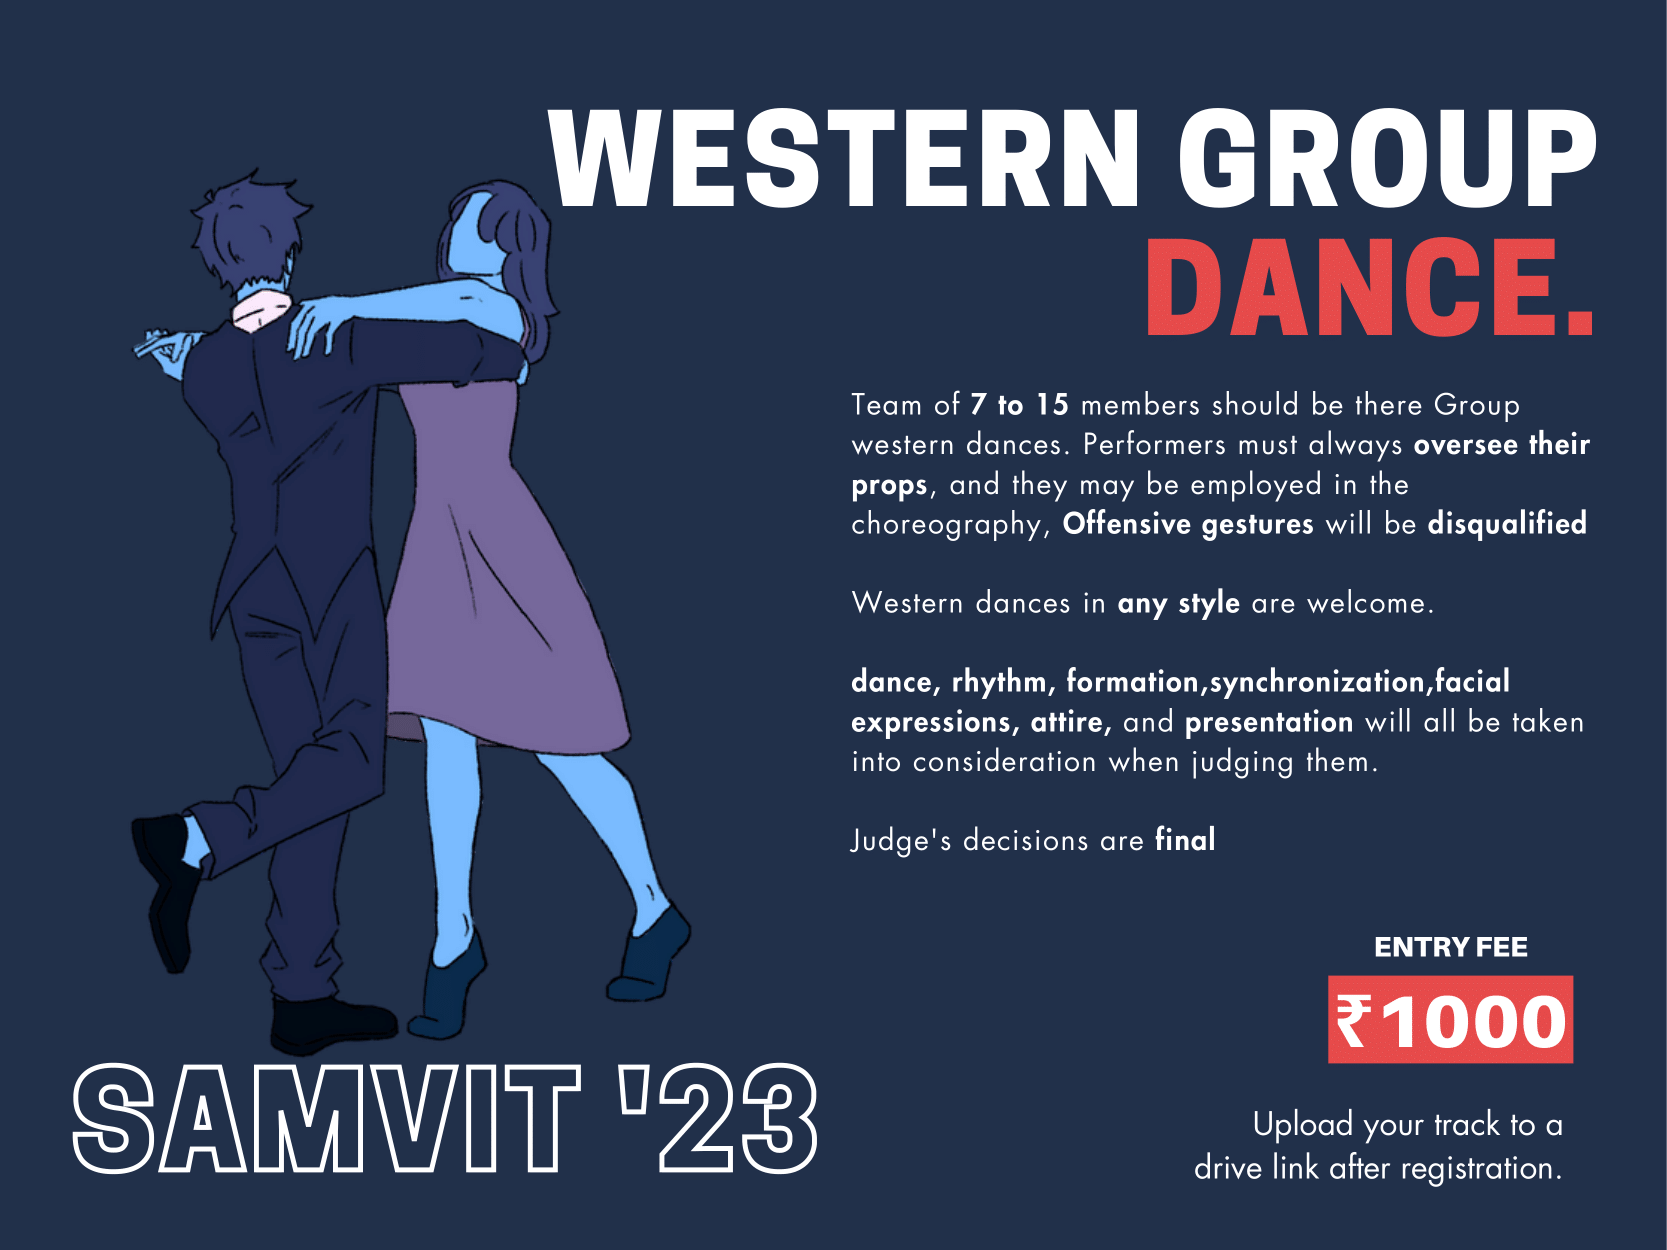 WESTERN GROUP
DANCE.
Team of 7 to 15 members should be there Group
western dances. Performers must always oversee their
props, and they may be employed in the
choreography, Offensive gestures will be disqualified
Western dances in any style are welcome.
dance, rhythm, formation,synchronization,facial
expressions, attire, and presentation will all be taken
into consideration when judging them.
Judge's decisions are final
ENTRY FEE
₹1000
SAMVIT '23
Upload your track to a
drive link after registration.